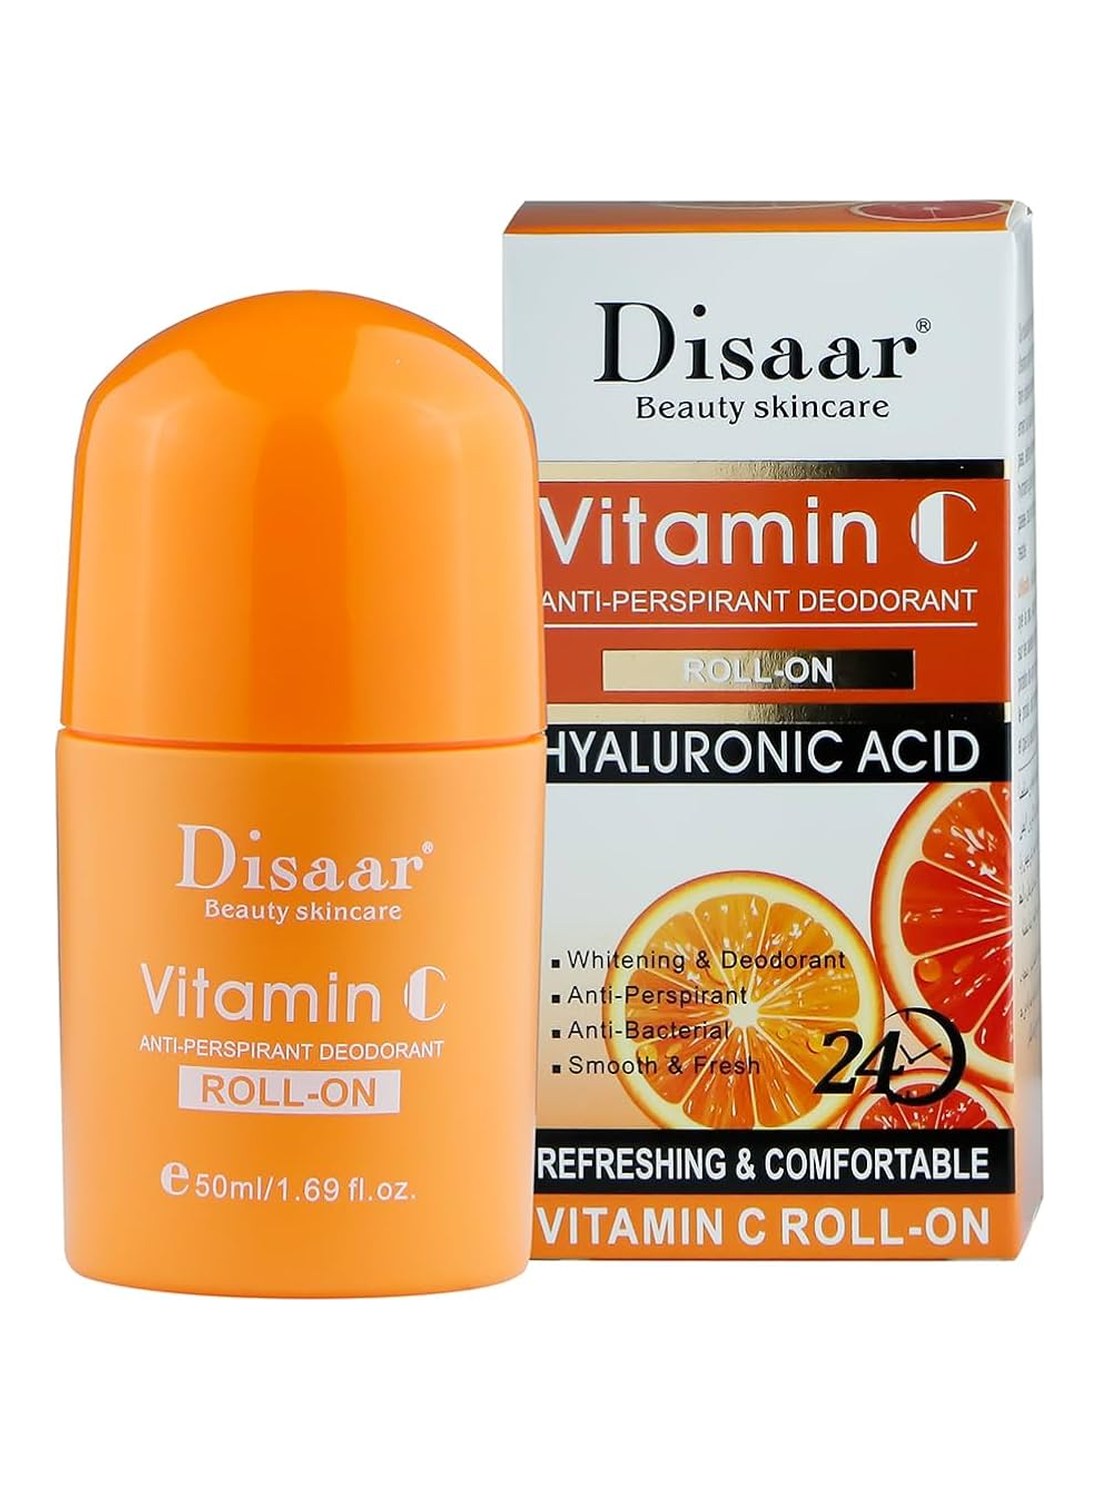 Disaar®
Beauty skincare
Vitamin C
ANTI-PERSPIRANT DEODORANT
ROLL-ON
HYALURONIC ACID
▪ Whitening & Deodorant
▪ Anti-Perspirant
▪ Anti-Bacterial
▪ Smooth & Fresh
24
REFRESHING & COMFORTABLE
VITAMIN C ROLL-ON
Disaar®
Beauty skincare
Vitamin C
ANTI-PERSPIRANT DEODORANT
ROLL-ON
e50ml/1.69 fl.oz.